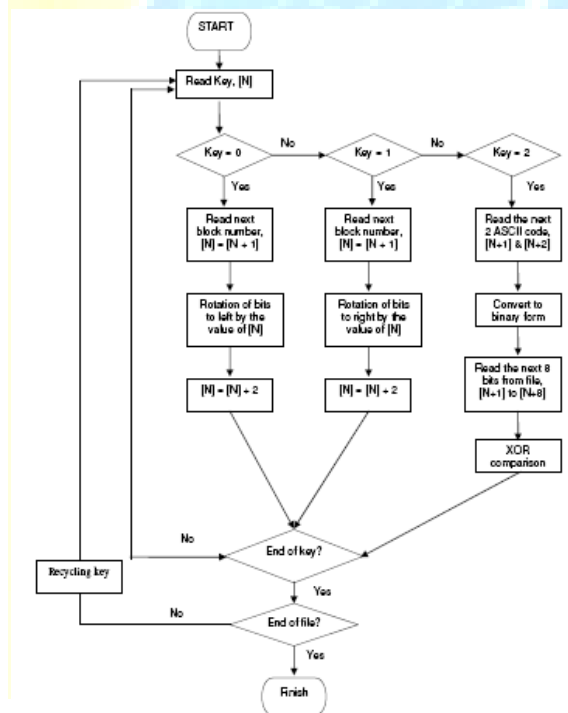 START
Read Key, [N]
Key = 0
No
Key = 1
No
Key = 2
Yes
Yes
Yes
Read next
block number,
[N] = [N + 1]
Read next
block number,
[N] = [N + 1]
Read the next
2 ASCII code,
[N+1] & [N+2]
Rotation of bits
to left by the
value of [N]
Rotation of bits
to right by the
value of [N]
Convert to
binary form
[N] = [N] + 2
[N] = [N] + 2
Read the next 8
bits from file,
[N+1] to [N+8]
XOR
comparison
No
End of key?
Recycling key
Yes
No
End of file?
Yes
Finish